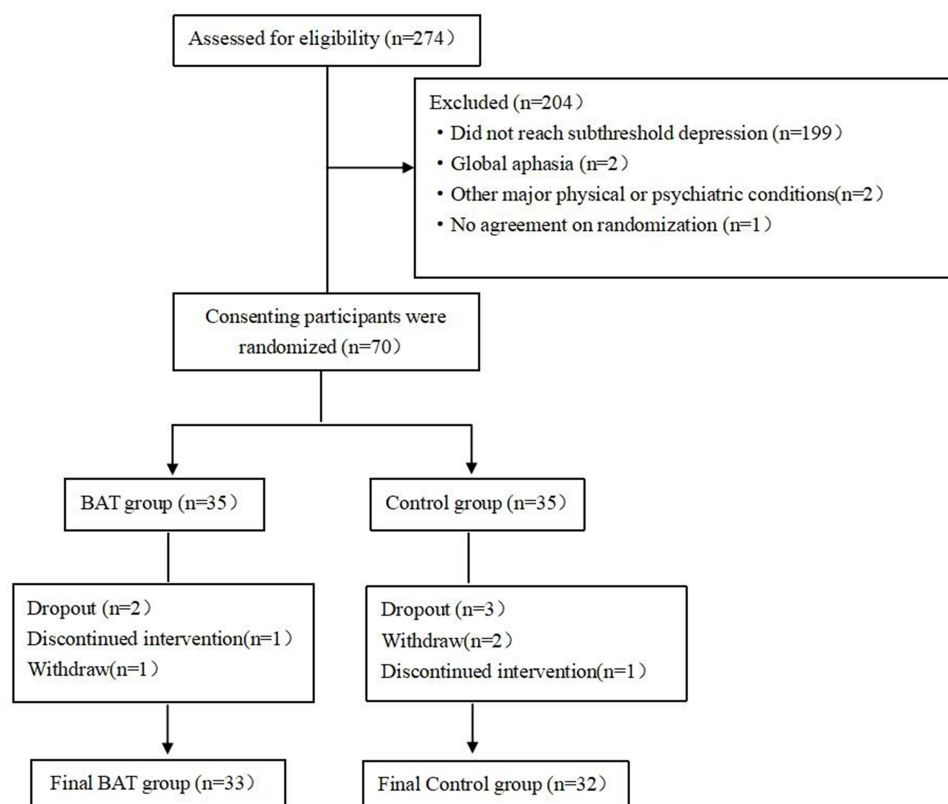 Assessed for eligibility (n=274）
Excluded (n=204）
・Did not reach subthreshold depression (n=199）
・Global aphasia (n=2）
・Other major physical or psychiatric conditions(n=2）
・No agreement on randomization (n=1）
Consenting participants were
randomized (n=70）
BAT group (n=35）
Control group (n=35）
Dropout (n=2）
Discontinued intervention(n=1）
Withdraw(n=1）
Dropout (n=3）
Withdraw(n=2）
Discontinued intervention(n=1）
Final BAT group (n=33）
Final Control group (n=32）